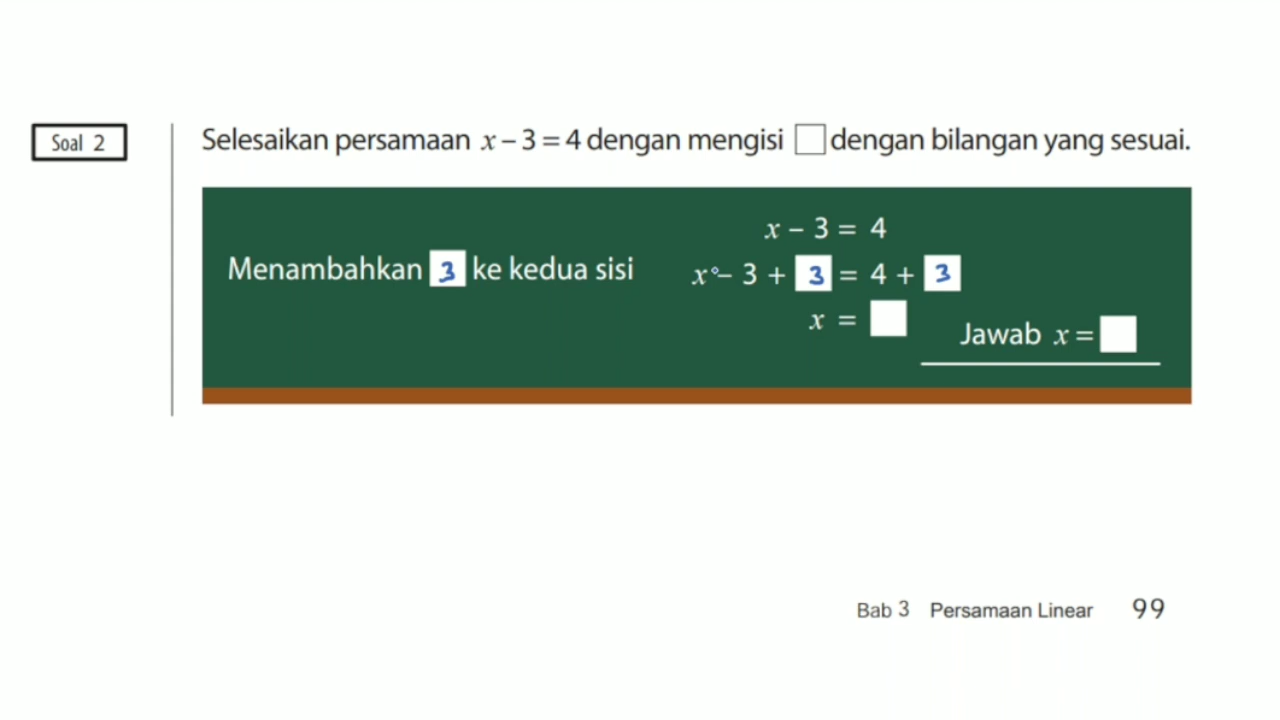 Soal 2
Selesaikan persamaan x – 3 = 4 dengan mengisi □ dengan bilangan yang sesuai.
x – 3 = 4
Menambahkan 3 ke kedua sisi
x – 3 + 3 = 4 + 3
x = □
Jawab x = □
Bab 3 Persamaan Linear 99